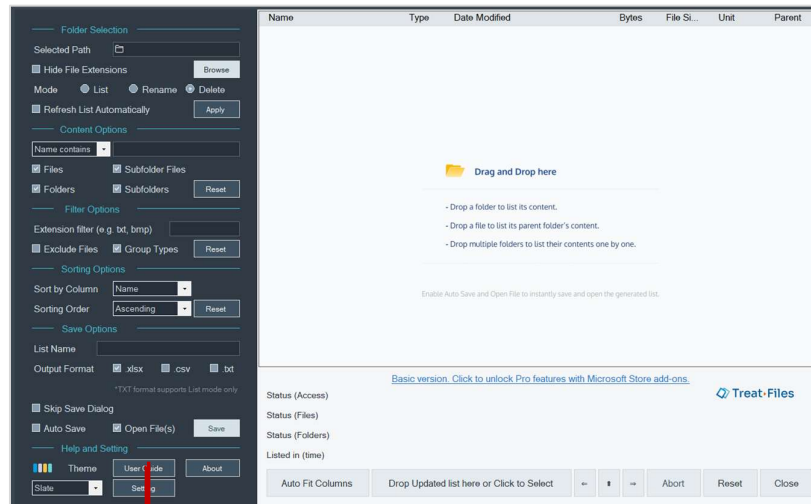 Folder Selection
Selected Path
Hide File Extensions Browse
Mode List Rename Delete
Refresh List Automatically Apply
Content Options
Name contains
Files Subfolder Files
Folders Subfolders Reset
Filter Options
Extension filter (e.g. txt, bmp)
Exclude Files Group Types Reset
Sorting Options
Sort by Column Name
Sorting Order Ascending Reset
Save Options
List Name
Output Format .xlsx .csv .txt
*TXT format supports List mode only
Skip Save Dialog
Auto Save Open File(s) Save
Help and Setting
Theme User Guide About
Slate Setting
Name Type Date Modified Bytes File Si... Unit Parent
Drag and Drop here
- Drop a folder to list its content.
- Drop a file to list its parent folder's content.
- Drop multiple folders to list their contents one by one.
Enable Auto Save and Open File to instantly save and open the generated list.
Basic version. Click to unlock Pro features with Microsoft Store add-ons.
Treat·Files
Status (Access)
Status (Files)
Status (Folders)
Listed in (time)
Auto Fit Columns Drop Updated list here or Click to Select ← ⬆ → Abort Reset Close